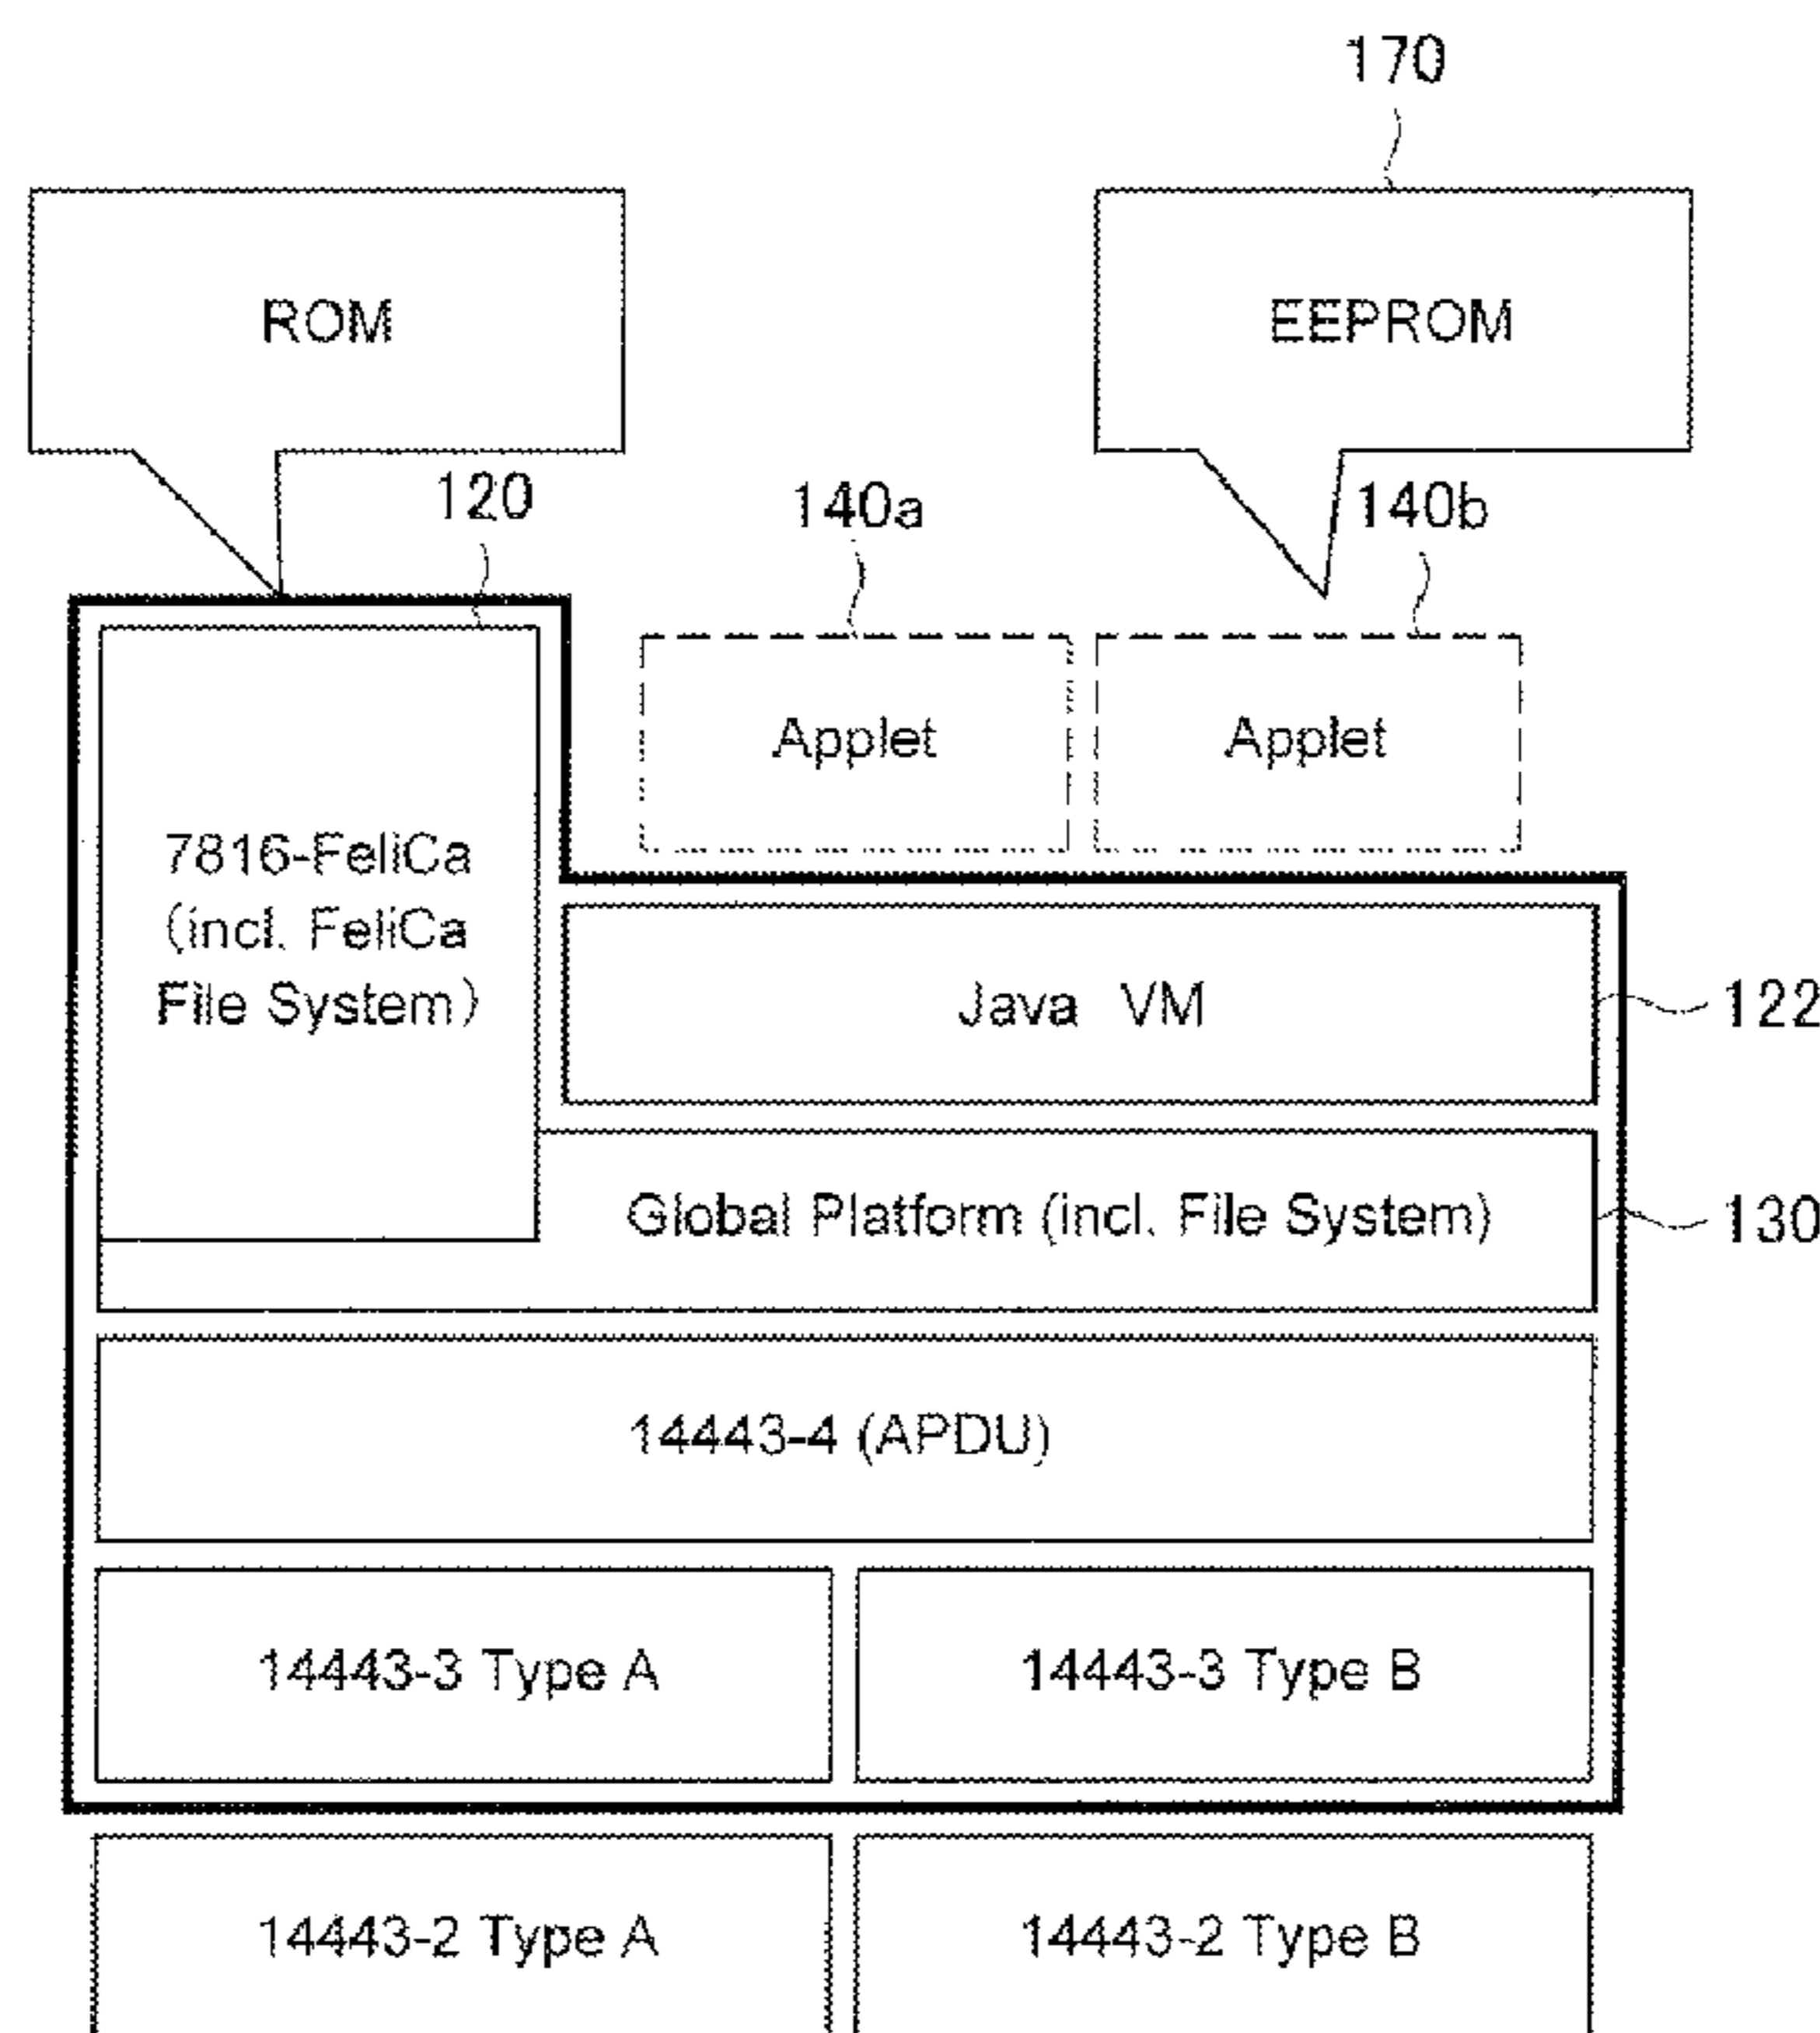 170
ROM
EEPROM
120
140a
140b
Applet
Applet
7816-FeliCa
(incl. FeliCa
File System)
Java VM
122
Global Platform (incl. File System)
130
14443-4 (APDU)
14443-3 Type A
14443-3 Type B
14443-2 Type A
14443-2 Type B